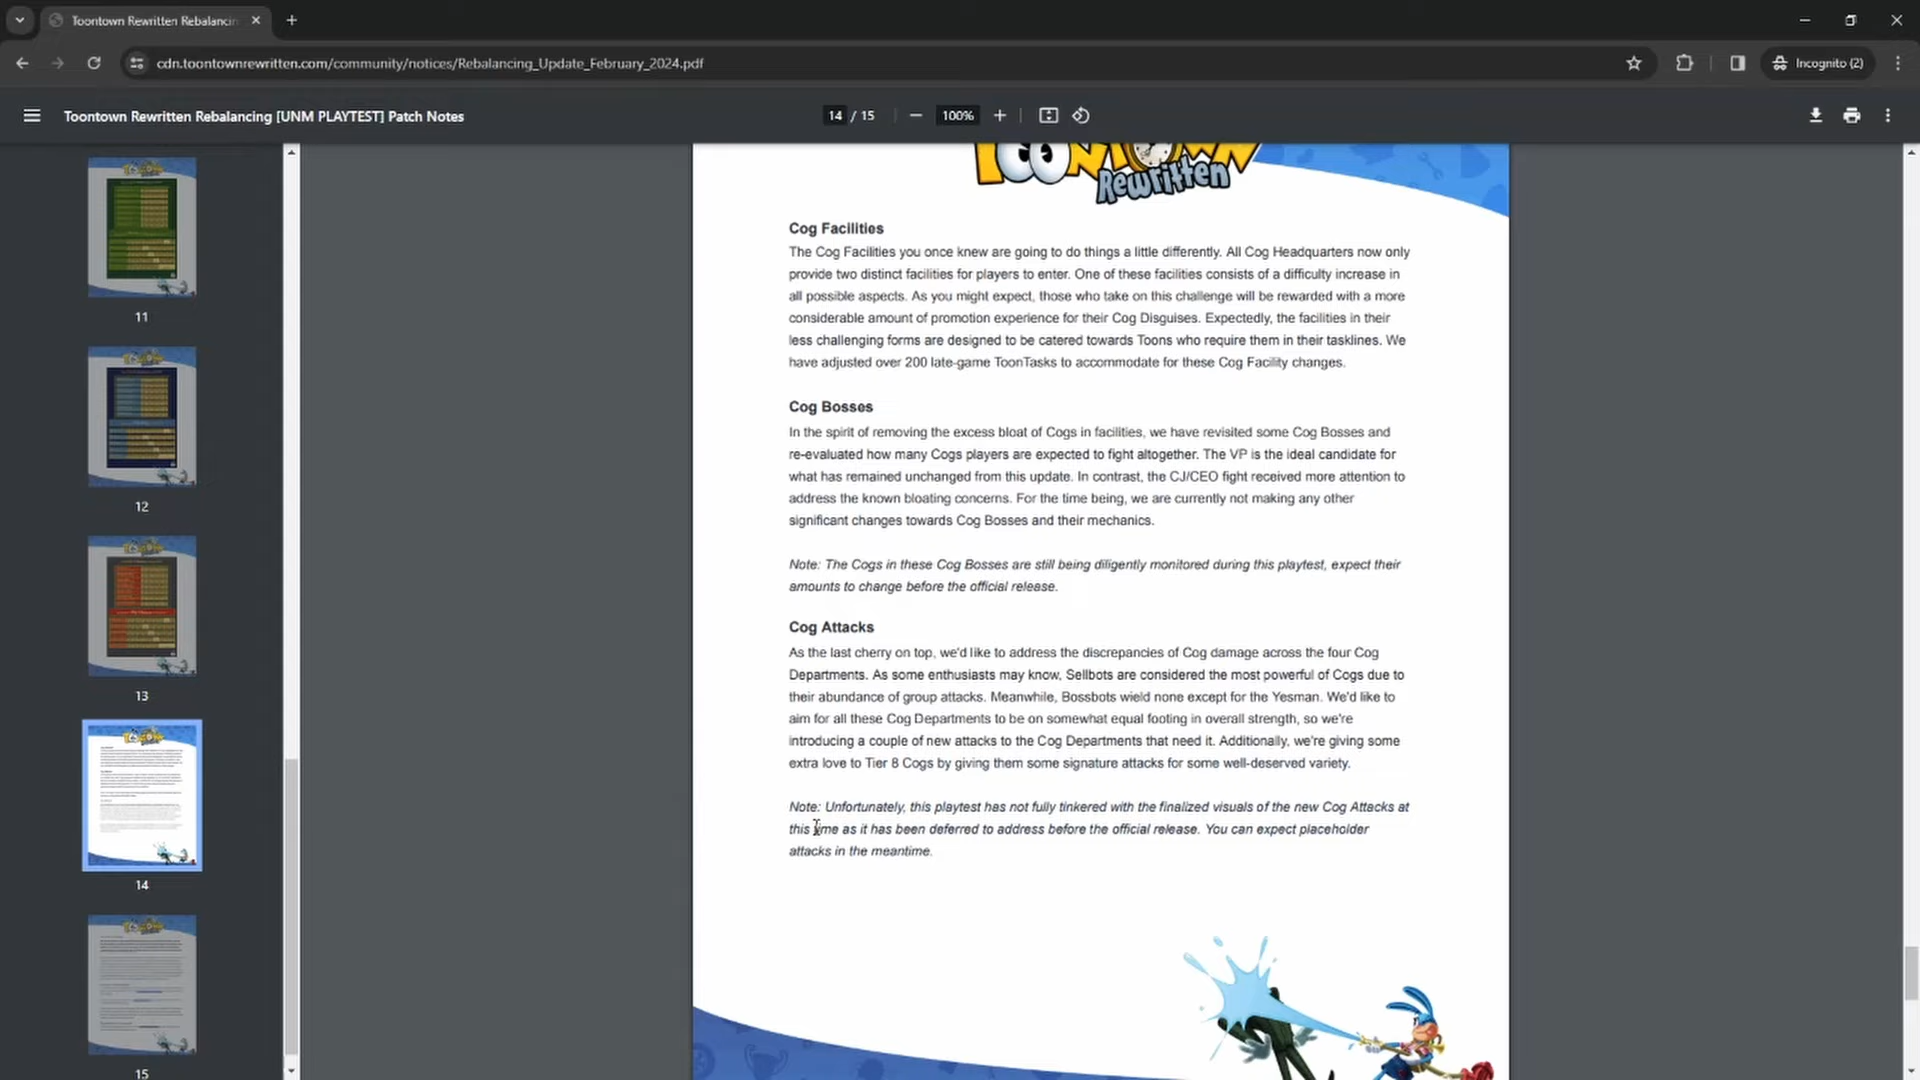 Toontown Rewritten Rebalancin
cdn.toontownrewritten.com/community/notices/Rebalancing_Update_February_2024.pdf
Incognito (2)
Toontown Rewritten Rebalancing [UNM PLAYTEST] Patch Notes
14 / 15
100%
11
12
13
14
15
TOONTOWN
Rewritten
Cog Facilities
The Cog Facilities you once knew are going to do things a little differently. All Cog Headquarters now only
provide two distinct facilities for players to enter. One of these facilities consists of a difficulty increase in
all possible aspects. As you might expect, those who take on this challenge will be rewarded with a more
considerable amount of promotion experience for their Cog Disguises. Expectedly, the facilities in their
less challenging forms are designed to be catered towards Toons who require them in their tasklines. We
have adjusted over 200 late-game ToonTasks to accommodate for these Cog Facility changes.
Cog Bosses
In the spirit of removing the excess bloat of Cogs in facilities, we have revisited some Cog Bosses and
re-evaluated how many Cogs players are expected to fight altogether. The VP is the ideal candidate for
what has remained unchanged from this update. In contrast, the CJ/CEO fight received more attention to
address the known bloating concerns. For the time being, we are currently not making any other
significant changes towards Cog Bosses and their mechanics.
Note: The Cogs in these Cog Bosses are still being diligently monitored during this playtest, expect their
amounts to change before the official release.
Cog Attacks
As the last cherry on top, we'd like to address the discrepancies of Cog damage across the four Cog
Departments. As some enthusiasts may know, Sellbots are considered the most powerful of Cogs due to
their abundance of group attacks. Meanwhile, Bossbots wield none except for the Yesman. We'd like to
aim for all these Cog Departments to be on somewhat equal footing in overall strength, so we're
introducing a couple of new attacks to the Cog Departments that need it. Additionally, we're giving some
extra love to Tier 8 Cogs by giving them some signature attacks for some well-deserved variety.
Note: Unfortunately, this playtest has not fully tinkered with the finalized visuals of the new Cog Attacks at
this time as it has been deferred to address before the official release. You can expect placeholder
attacks in the meantime.